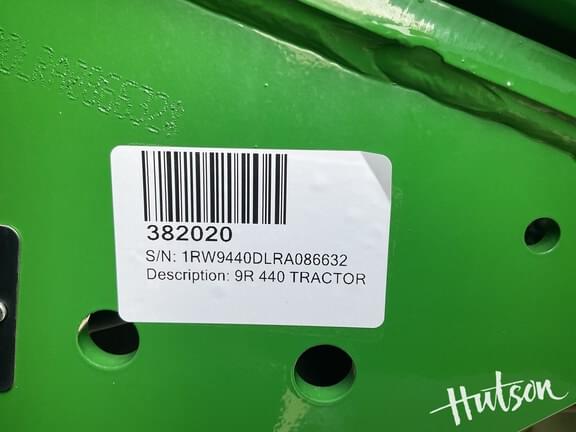 382020
S/N: 1RW9440DLRA086632
Description: 9R 440 TRACTOR
Hutson